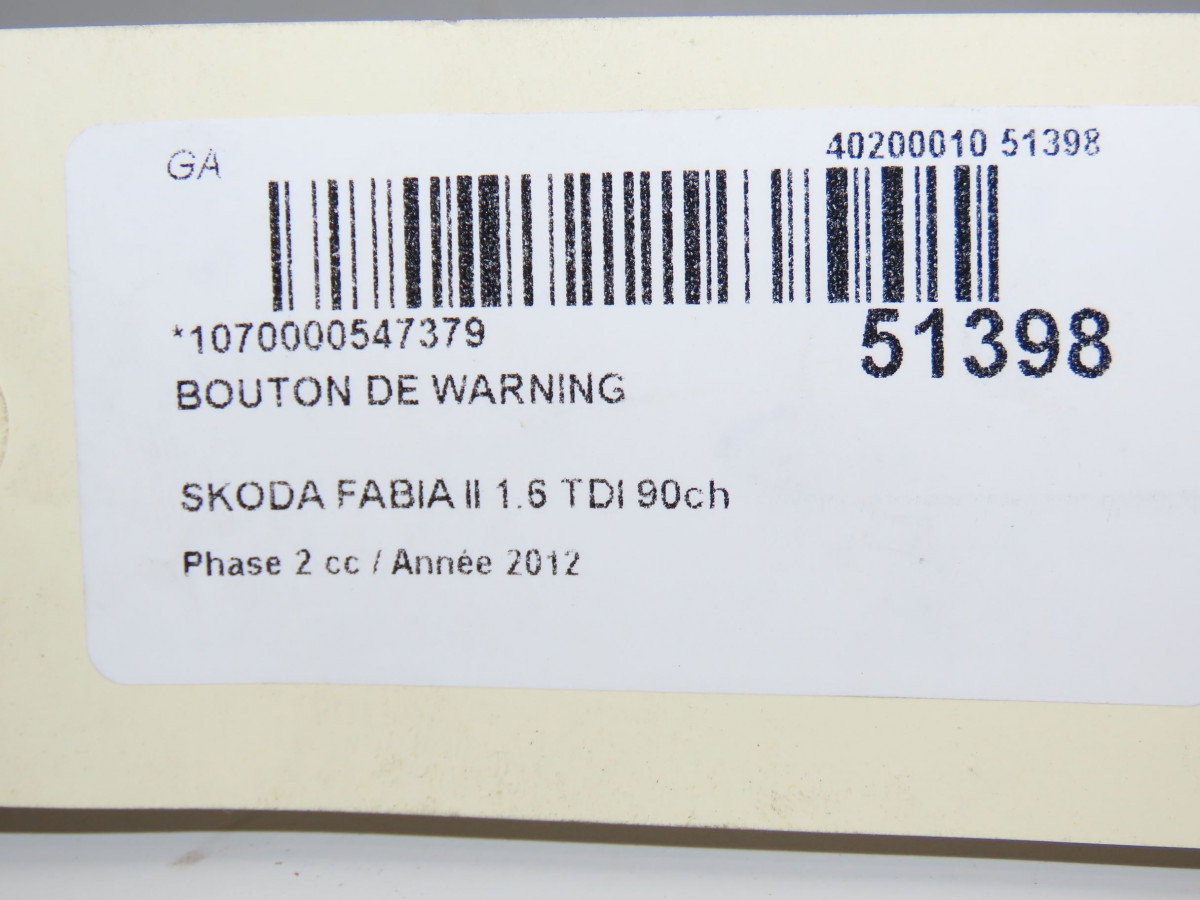 GA
40200010 51398
*1070000547379
51398
BOUTON DE WARNING
SKODA FABIA II 1.6 TDI 90ch
Phase 2 cc / Année 2012